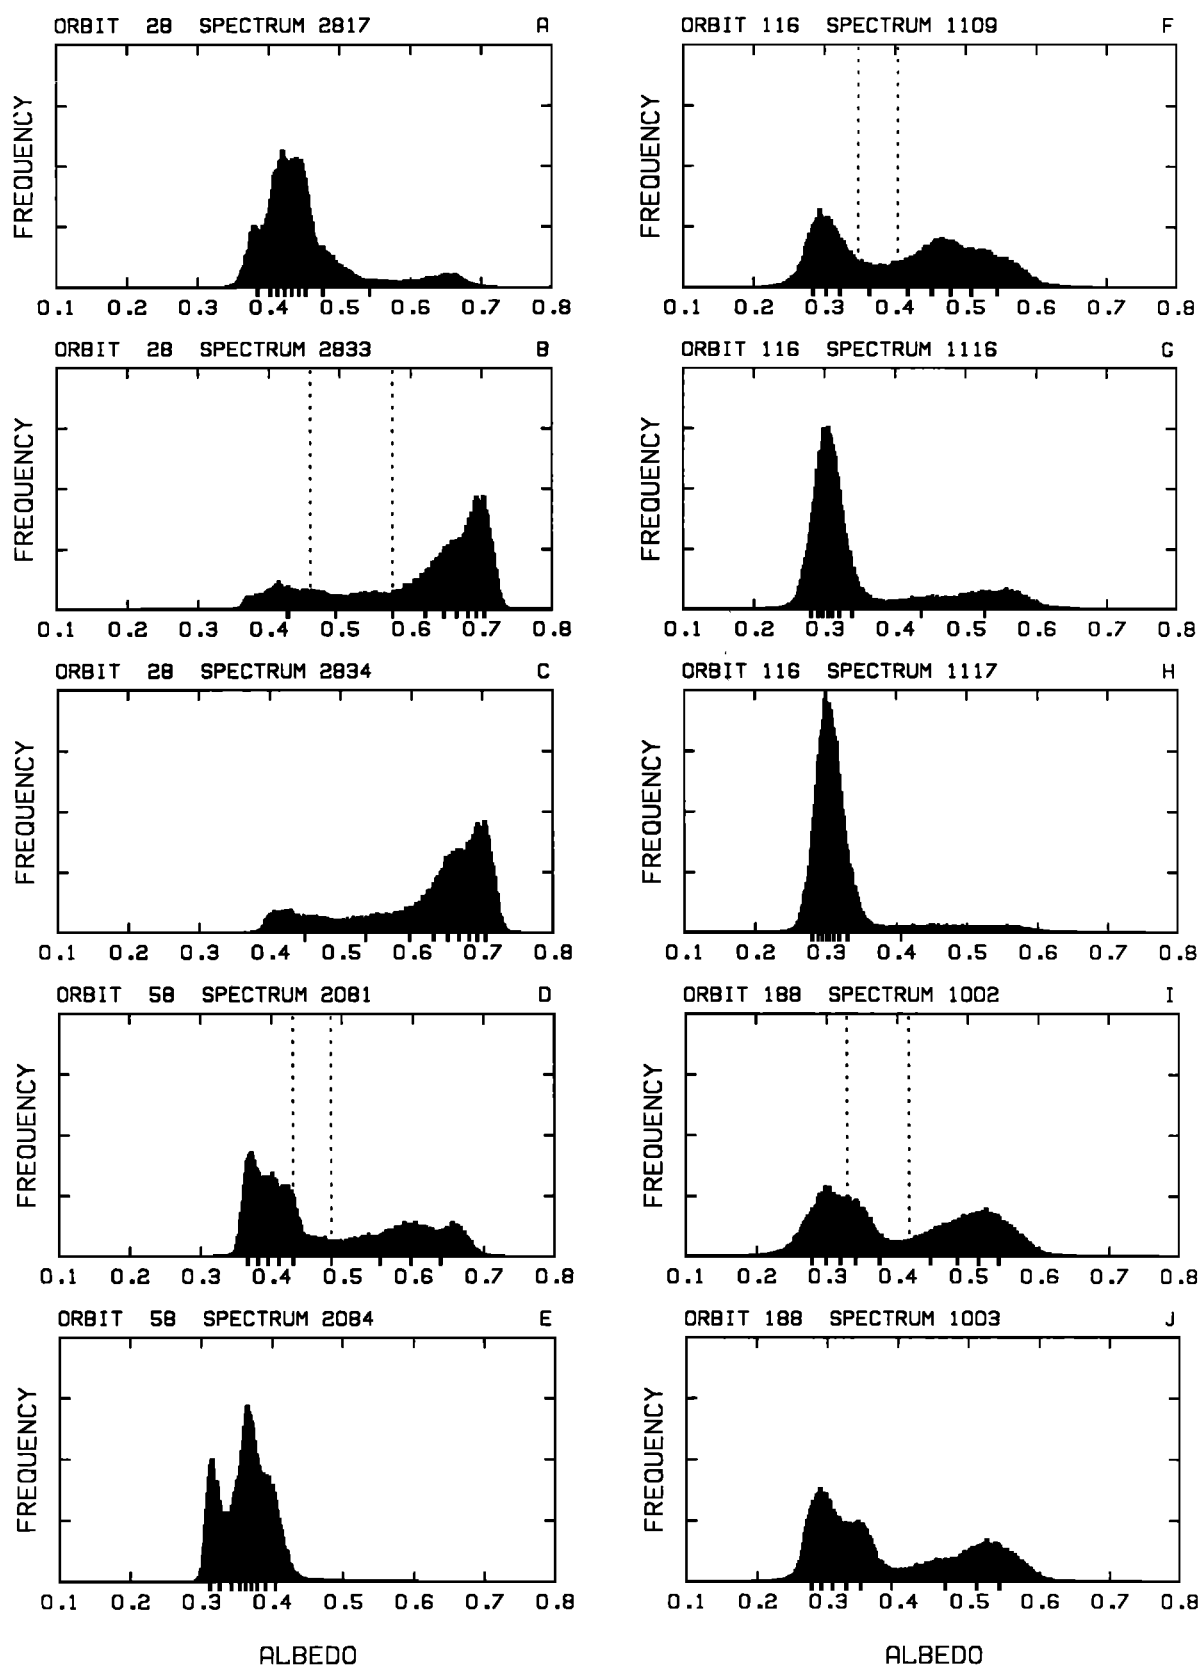 ORBIT 28 SPECTRUM 2817 A
FREQUENCY
0.1 0.2 0.3 0.4 0.5 0.6 0.7 0.8
ORBIT 28 SPECTRUM 2833 B
FREQUENCY
0.1 0.2 0.3 0.4 0.5 0.6 0.7 0.8
ORBIT 28 SPECTRUM 2834 C
FREQUENCY
0.1 0.2 0.3 0.4 0.5 0.6 0.7 0.8
ORBIT 58 SPECTRUM 2081 D
FREQUENCY
0.1 0.2 0.3 0.4 0.5 0.6 0.7 0.8
ORBIT 58 SPECTRUM 2084 E
FREQUENCY
0.1 0.2 0.3 0.4 0.5 0.6 0.7 0.8
ALBEDO
ORBIT 116 SPECTRUM 1109 F
FREQUENCY
0.1 0.2 0.3 0.4 0.5 0.6 0.7 0.8
ORBIT 116 SPECTRUM 1116 G
FREQUENCY
0.1 0.2 0.3 0.4 0.5 0.6 0.7 0.8
ORBIT 116 SPECTRUM 1117 H
FREQUENCY
0.1 0.2 0.3 0.4 0.5 0.6 0.7 0.8
ORBIT 188 SPECTRUM 1002 I
FREQUENCY
0.1 0.2 0.3 0.4 0.5 0.6 0.7 0.8
ORBIT 188 SPECTRUM 1003 J
FREQUENCY
0.1 0.2 0.3 0.4 0.5 0.6 0.7 0.8
ALBEDO